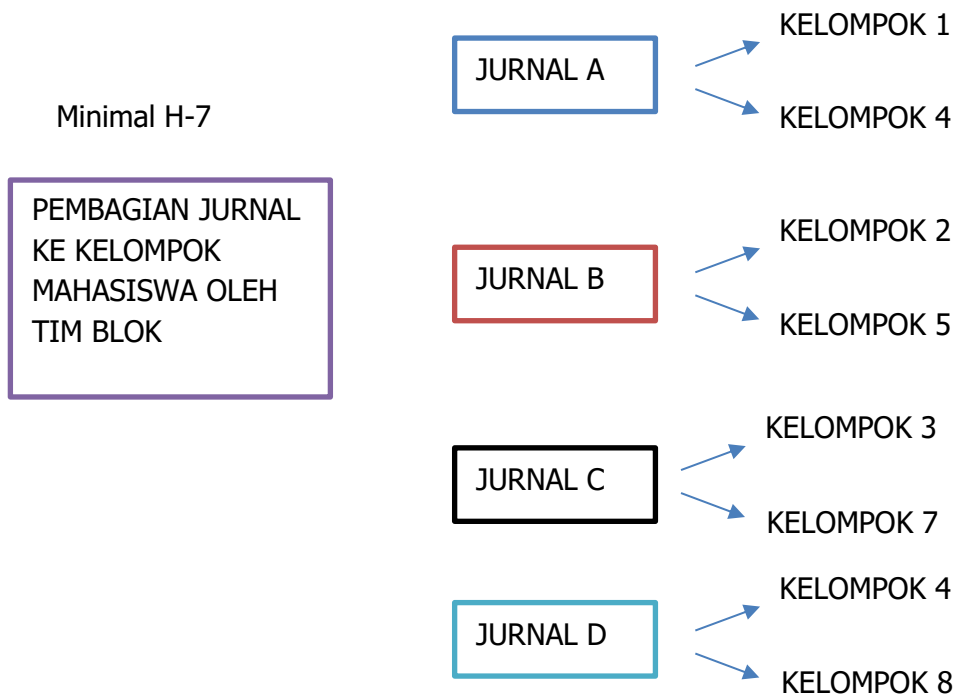 Minimal H-7
PEMBAGIAN JURNAL
KE KELOMPOK
MAHASISWA OLEH
TIM BLOK
JURNAL A
KELOMPOK 1
KELOMPOK 4
JURNAL B
KELOMPOK 2
KELOMPOK 5
JURNAL C
KELOMPOK 3
KELOMPOK 7
JURNAL D
KELOMPOK 4
KELOMPOK 8